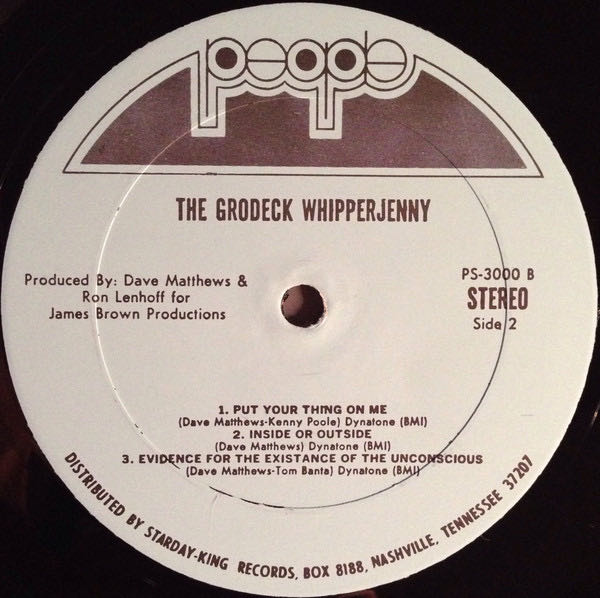 people
THE GRODECK WHIPPERJENNY
Produced By: Dave Matthews &
Ron Lenhoff for
James Brown Productions
PS-3000 B
STEREO
Side 2
1. PUT YOUR THING ON ME
(Dave Matthews-Kenny Poole) Dynatone (BMI)
2. INSIDE OR OUTSIDE
(Dave Matthews) Dynatone (BMI)
3. EVIDENCE FOR THE EXISTANCE OF THE UNCONSCIOUS
(Dave Matthews-Tom Banta) Dynatone (BMI)
DISTRIBUTED BY STARDAY-KING RECORDS, BOX 8188, NASHVILLE, TENNESSEE 37207